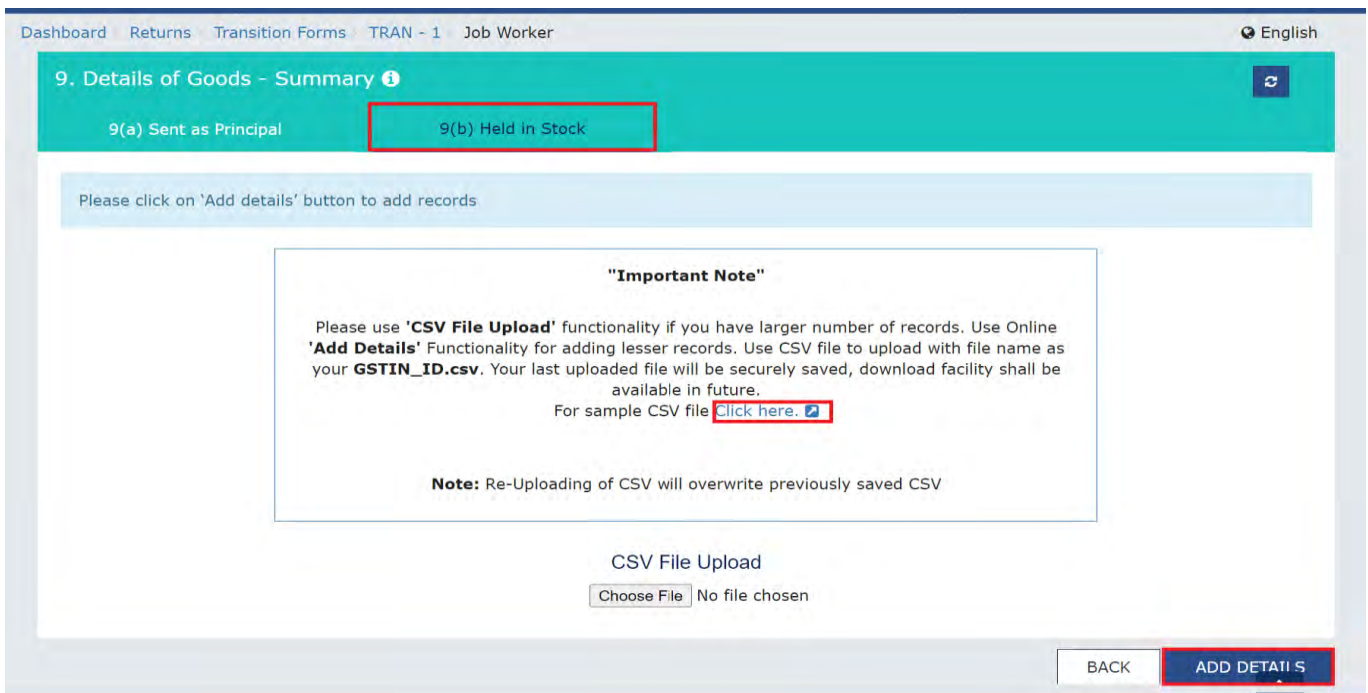 Dashboard Returns Transition Forms TRAN - 1 Job Worker English
9. Details of Goods - Summary
9(a) Sent as Principal 9(b) Held in Stock
Please click on 'Add details' button to add records
"Important Note"
Please use 'CSV File Upload' functionality if you have larger number of records. Use Online
'Add Details' Functionality for adding lesser records. Use CSV file to upload with file name as
your GSTIN_ID.csv. Your last uploaded file will be securely saved, download facility shall be
available in future.
For sample CSV file Click here.
Note: Re-Uploading of CSV will overwrite previously saved CSV
CSV File Upload
Choose File No file chosen
BACK ADD DETAILS